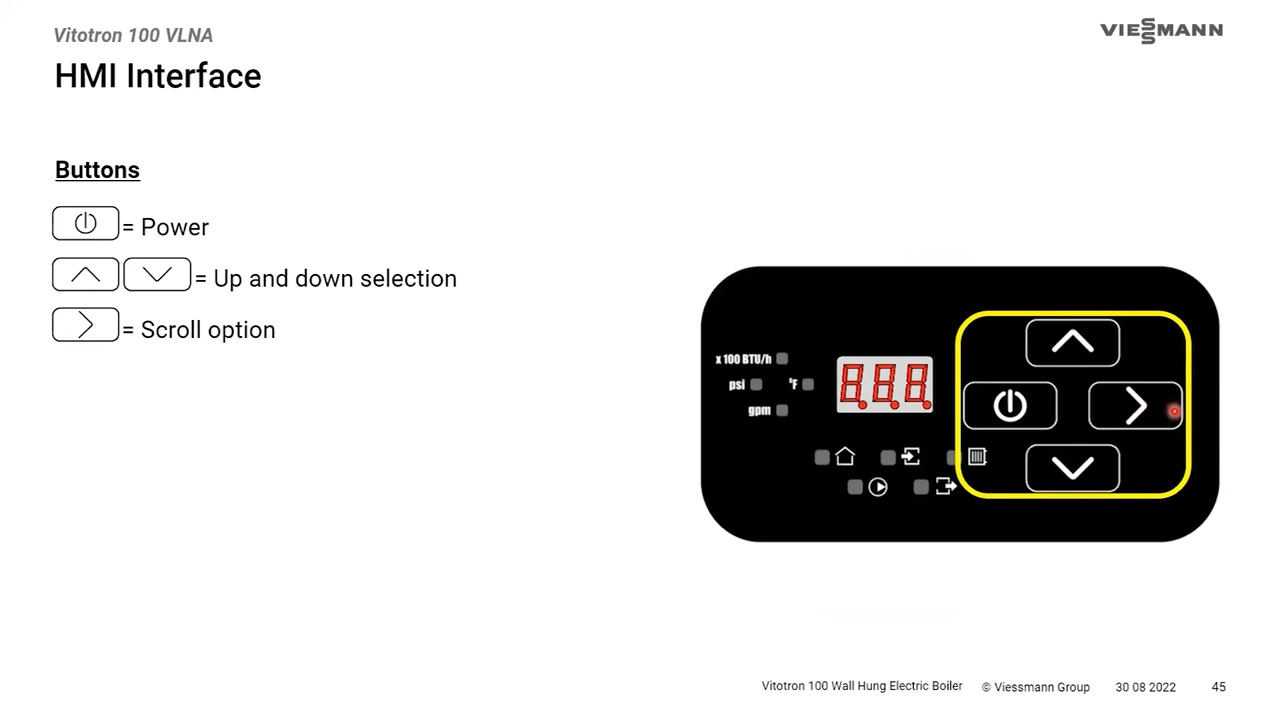 Vitotron 100 VLNA
VIESSMANN
HMI Interface
Buttons
= Power
= Up and down selection
= Scroll option
x 100 BTU/h
psi
°F
gpm
8.8.8.
Vitotron 100 Wall Hung Electric Boiler
© Viessmann Group
30 08 2022
45